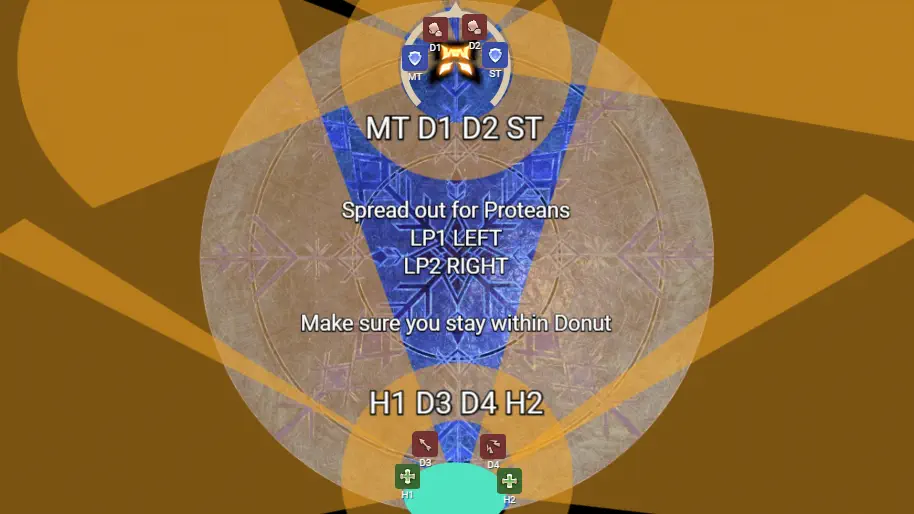 D1 D2
MT ST
MT D1 D2 ST
Spread out for Proteans
LP1 LEFT
LP2 RIGHT
Make sure you stay within Donut
H1 D3 D4 H2
D3 D4
H1 H2